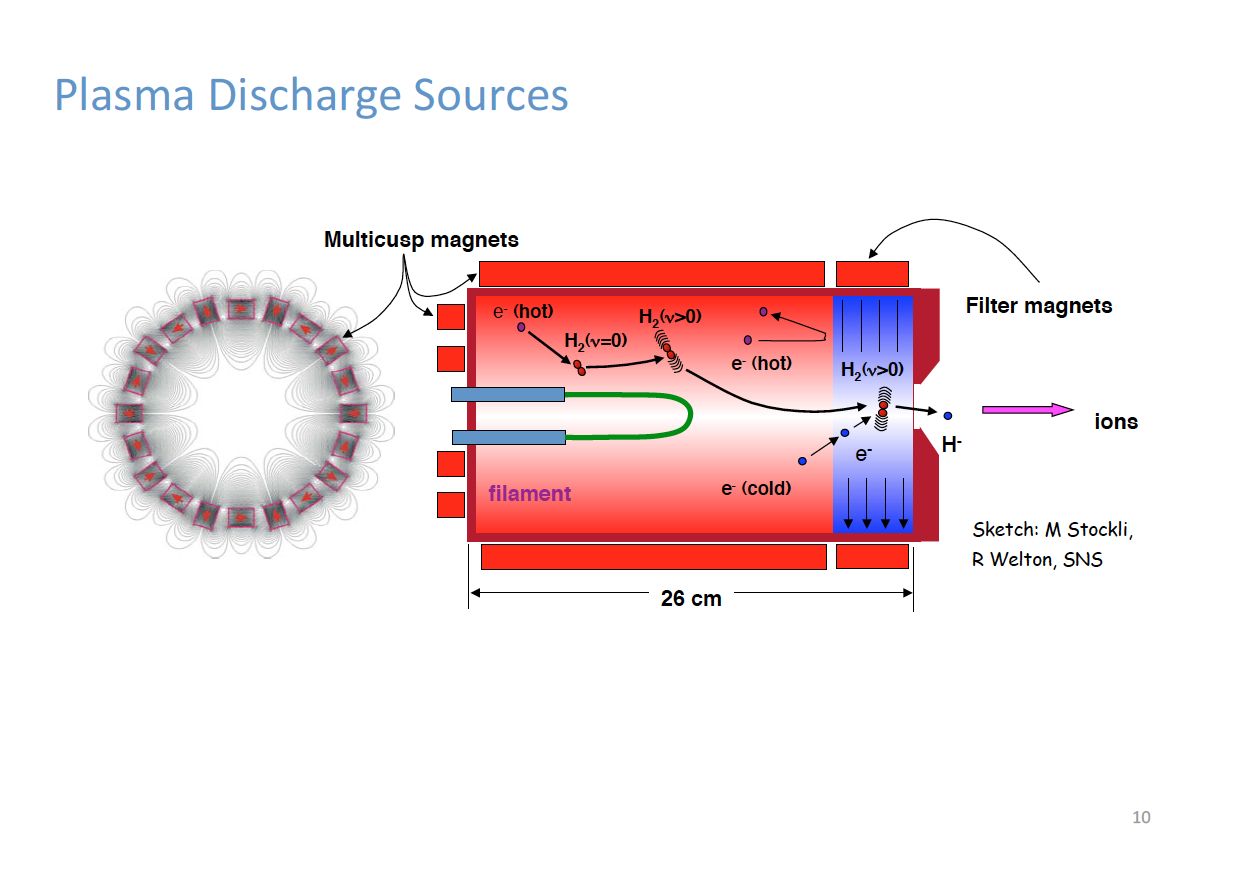 Plasma Discharge Sources
Multicusp magnets
Filter magnets
e- (hot)
H2(ν=0)
H2(ν>0)
e- (hot)
H2(ν>0)
ions
H-
e-
e- (cold)
filament
Sketch: M Stockli,
R Welton, SNS
26 cm
10